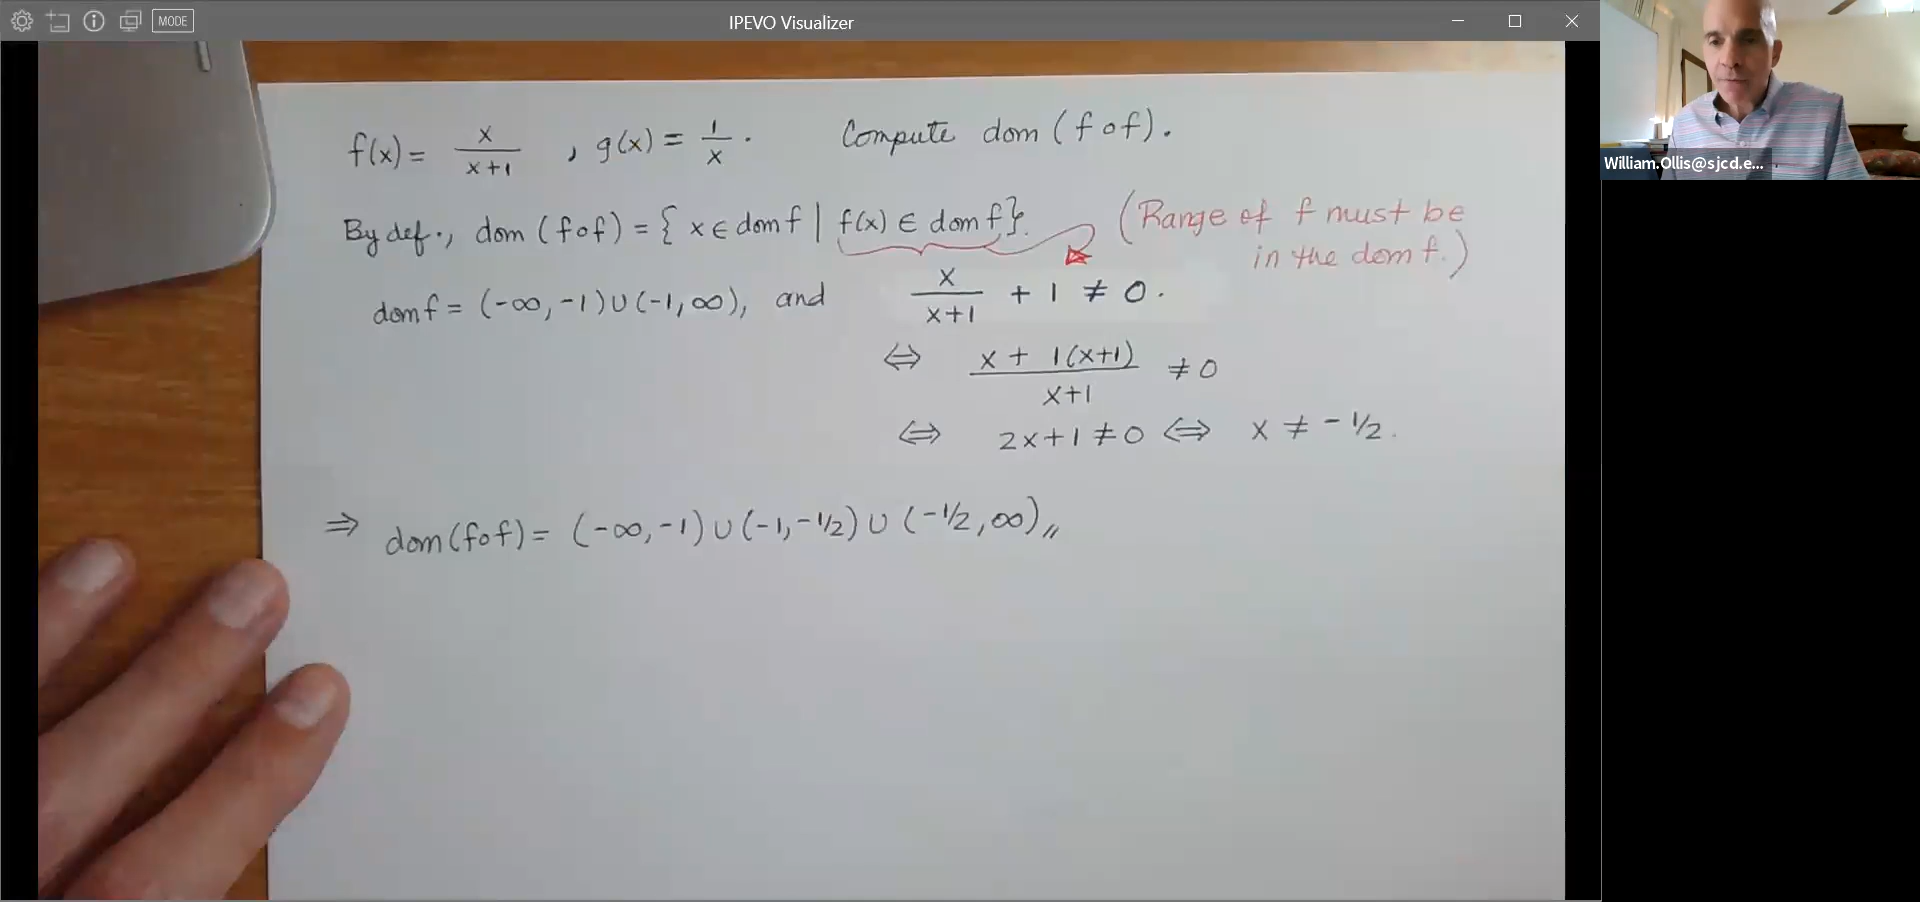 MODE
IPEVO Visualizer
William.Ollis@sjcd.e...
f(x) = x/(x+1) , g(x) = 1/x . Compute dom (f∘f).
By def., dom (f∘f) = { x ∈ dom f | f(x) ∈ dom f }. (Range of f must be
in the dom f.)
dom f = (-∞, -1) ∪ (-1, ∞), and x/(x+1) + 1 ≠ 0.
⇔ (x + 1(x+1))/(x+1) ≠ 0
⇔ 2x+1 ≠ 0 ⇔ x ≠ -1/2.
⇒ dom (f∘f) = (-∞, -1) ∪ (-1, -1/2) ∪ (-1/2, ∞)〃